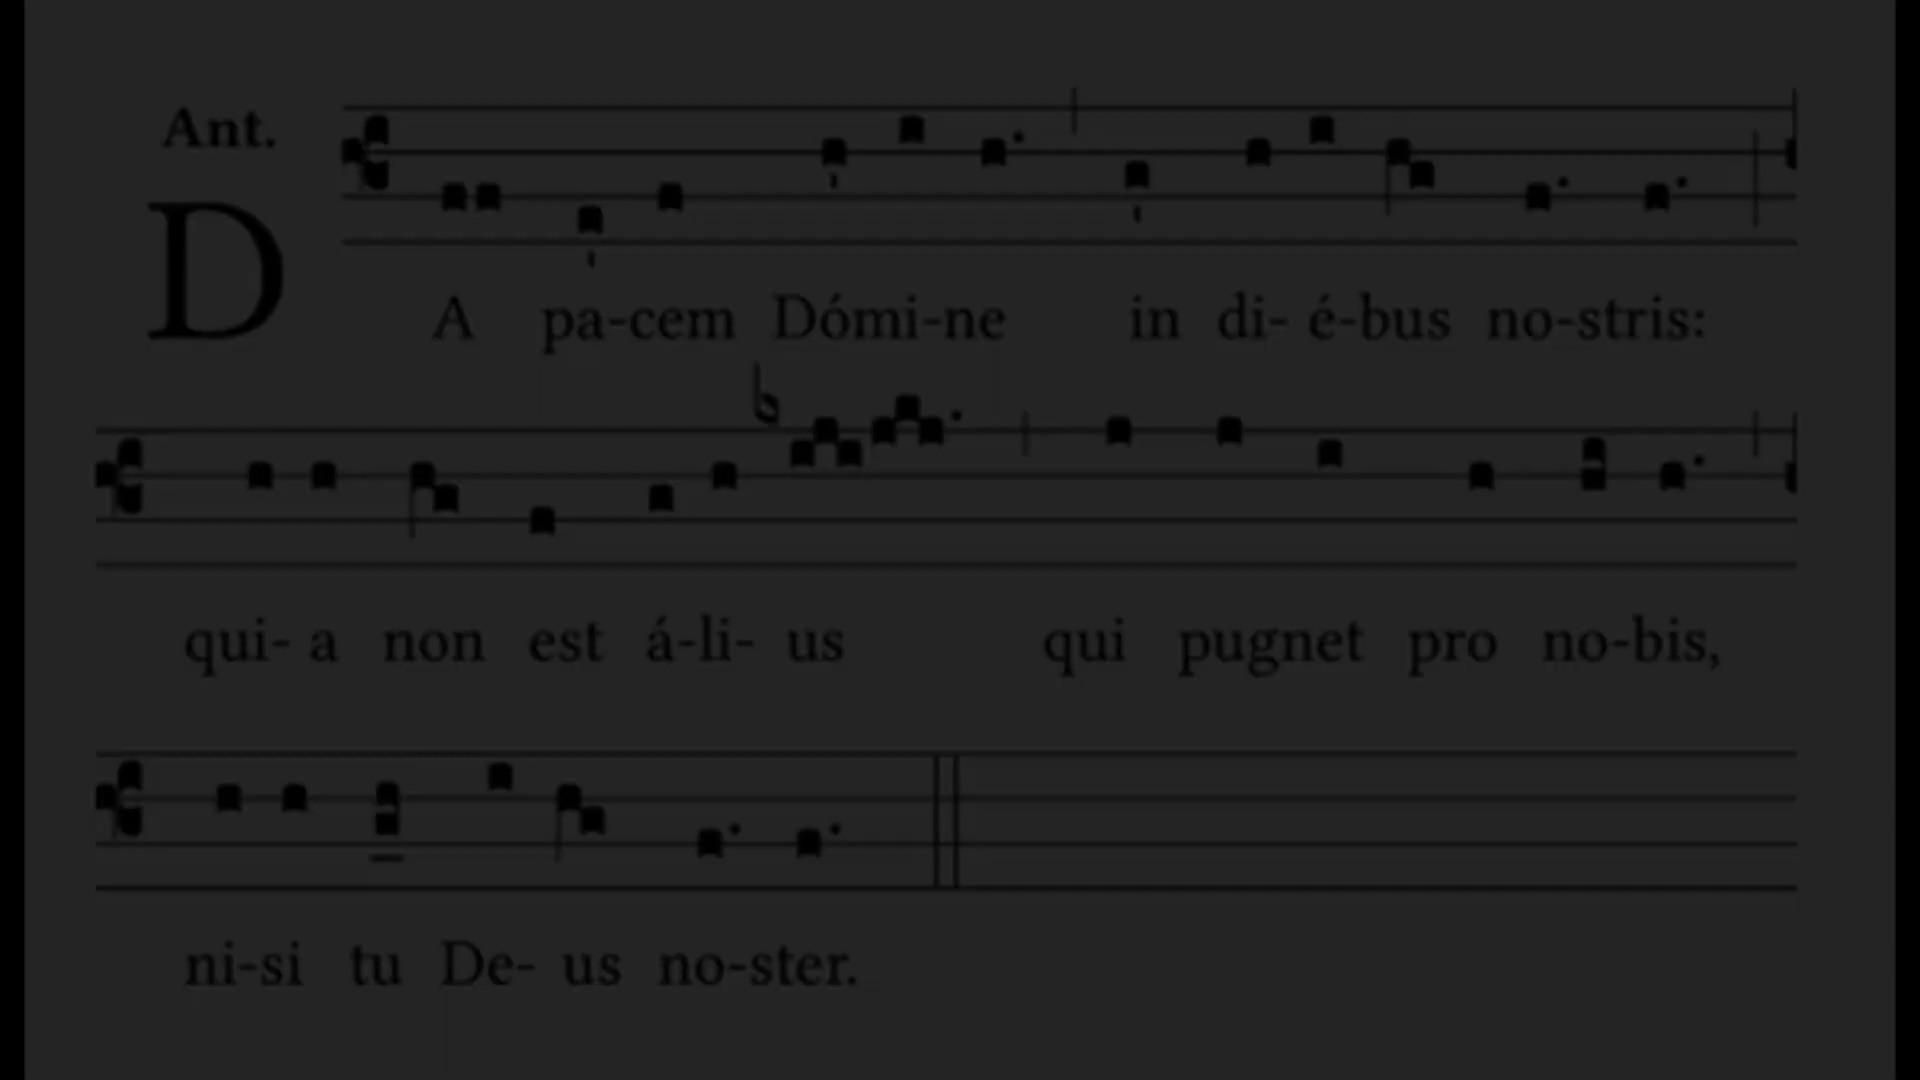 Ant.
DA pa-cem Dómi-ne in di- é-bus no-stris:
qui- a non est á-li- us qui pugnet pro no-bis,
ni-si tu De- us no-ster.